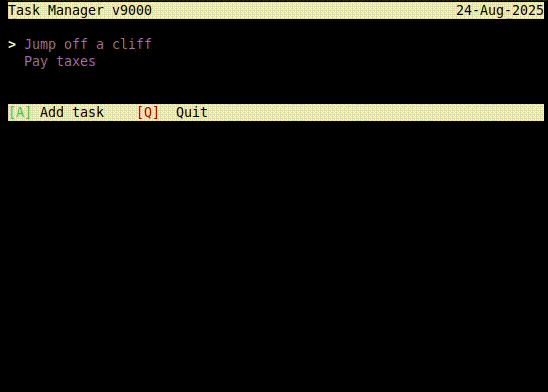 Task Manager v9000 24-Aug-2025
> Jump off a cliff
Pay taxes
[A] Add task [Q] Quit